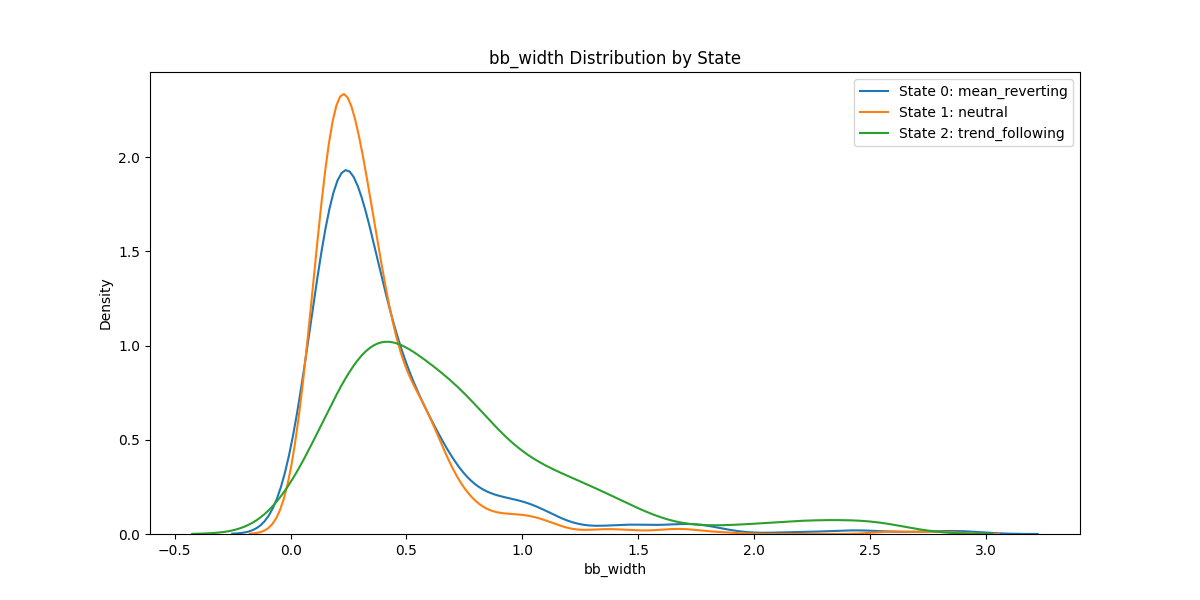 bb_width Distribution by State
State 0: mean_reverting
State 1: neutral
State 2: trend_following
Density
2.0
1.5
1.0
0.5
0.0
−0.5
0.0
0.5
1.0
1.5
2.0
2.5
3.0
bb_width